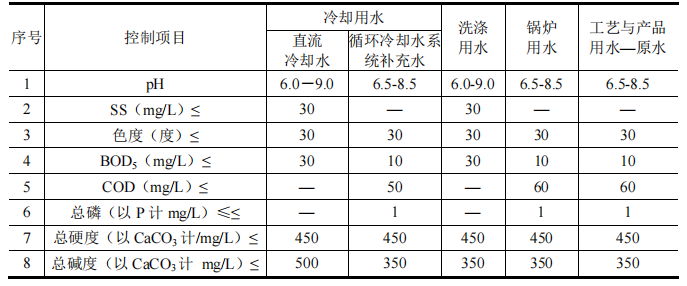 序号 控制项目 冷却用水 洗涤用水 锅炉用水 工艺与产品用水—原水
直流冷却水 循环冷却水系统补充水
1 pH 6.0－9.0 6.5-8.5 6.0-9.0 6.5-8.5 6.5-8.5
2 SS（mg/L）≤ 30 — 30 — —
3 色度（度）≤ 30 30 30 30 30
4 BOD₅（mg/L）≤ 30 10 30 10 10
5 COD（mg/L）≤ — 50 — 60 60
6 总磷（以 P 计 mg/L）≤≤ — 1 — 1 1
7 总硬度（以 CaCO₃ 计/mg/L）≤ 450 450 450 450 450
8 总碱度（以 CaCO₃ 计 mg/L）≤ 500 350 350 350 350